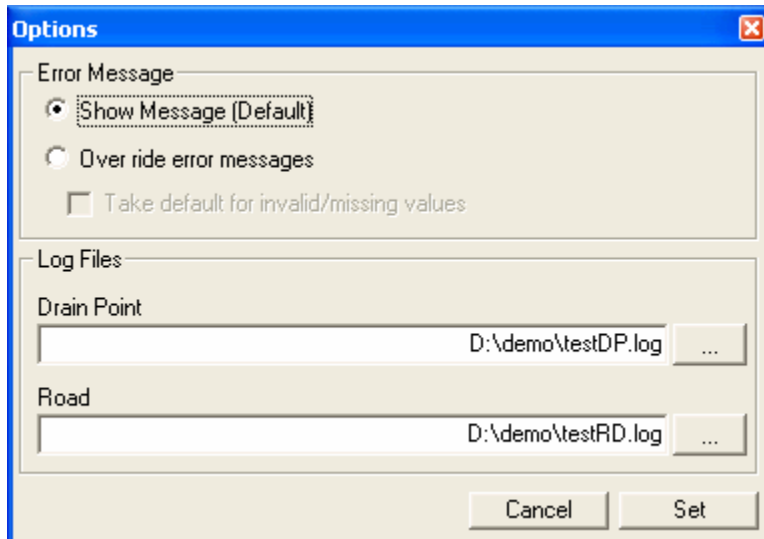 Options
Error Message
Show Message (Default)
Over ride error messages
Take default for invalid/missing values
Log Files
Drain Point
D:\demo\testDP.log ...
Road
D:\demo\testRD.log ...
Cancel Set